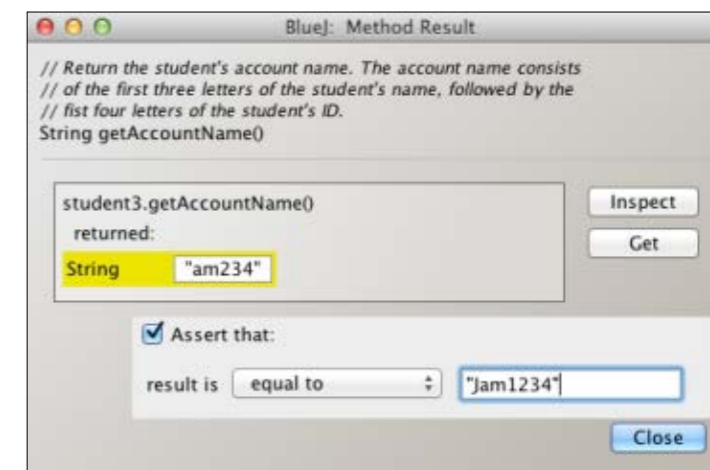 BlueJ: Method Result
// Return the student's account name. The account name consists
// of the first three letters of the student's name, followed by the
// fist four letters of the student's ID.
String getAccountName()
student3.getAccountName()
returned:
String "am234"
Inspect
Get
Assert that:
result is equal to "Jam1234"
Close